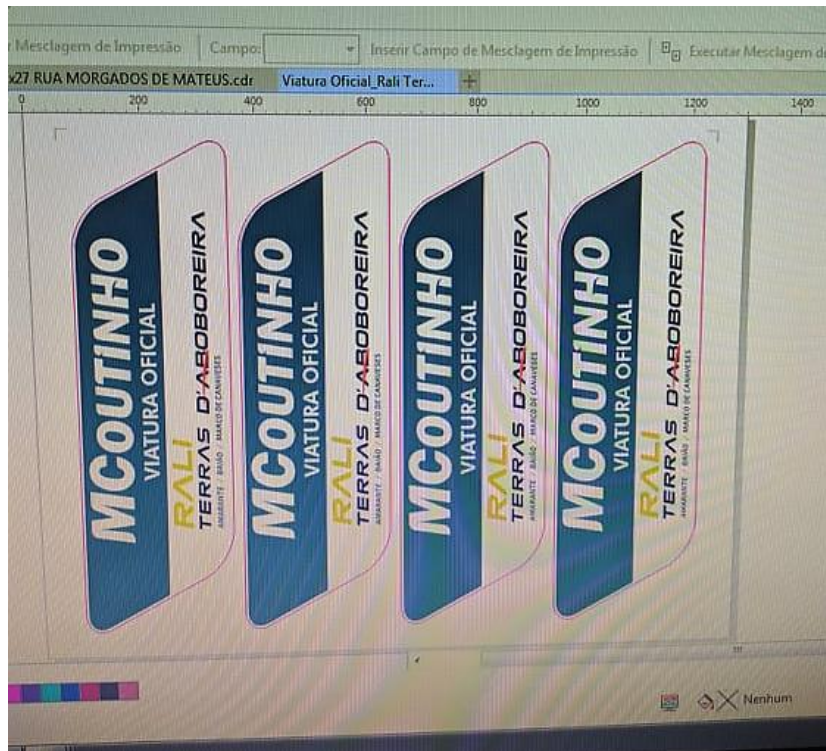 Mesclagem de Impressão Campo: Inserir Campo de Mesclagem de Impressão Executar Mesclagem
x27 RUA MORGADOS DE MATEUS.cdr Viatura Oficial_Rali Ter...
0 200 400 600 800 1000 1200 1400
MCOUTINHO
VIATURA OFICIAL
RALI
TERRAS D'ABOBOREIRA
AMARANTE / BAIÃO / MARCO DE CANAVESES
MCOUTINHO
VIATURA OFICIAL
RALI
TERRAS D'ABOBOREIRA
AMARANTE / BAIÃO / MARCO DE CANAVESES
MCOUTINHO
VIATURA OFICIAL
RALI
TERRAS D'ABOBOREIRA
AMARANTE / BAIÃO / MARCO DE CANAVESES
MCOUTINHO
VIATURA OFICIAL
RALI
TERRAS D'ABOBOREIRA
AMARANTE / BAIÃO / MARCO DE CANAVESES
Nenhum